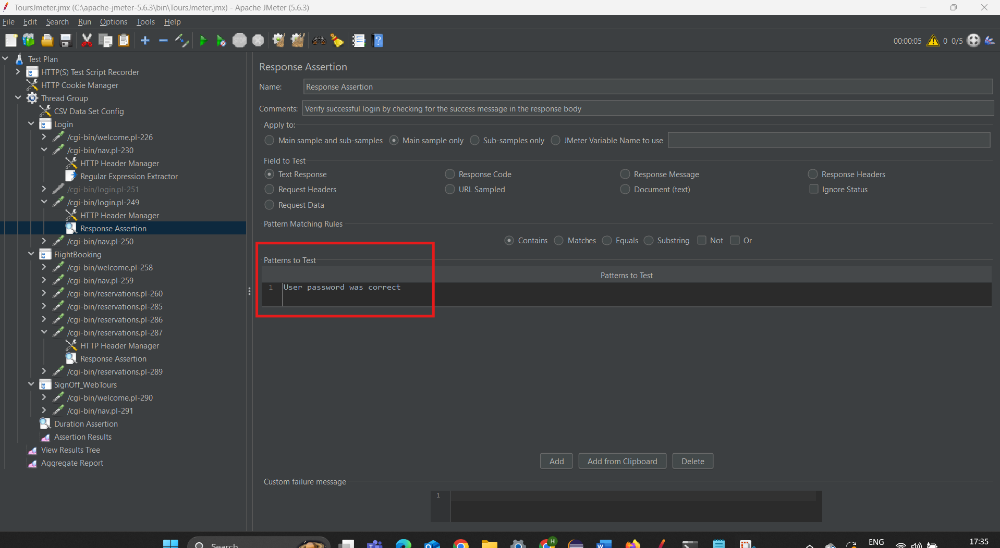 ToursJmeter.jmx (C:\apache-jmeter-5.6.3\bin\ToursJmeter.jmx) - Apache JMeter (5.6.3)
File Edit Search Run Options Tools Help
STOP
00:00:05 0 0/5
Test Plan
HTTP(S) Test Script Recorder
HTTP Cookie Manager
Thread Group
CSV Data Set Config
Login
/cgi-bin/welcome.pl-226
/cgi-bin/nav.pl-230
HTTP Header Manager
Regular Expression Extractor
/cgi-bin/login.pl-251
/cgi-bin/login.pl-249
HTTP Header Manager
Response Assertion
/cgi-bin/nav.pl-250
FlightBooking
/cgi-bin/welcome.pl-258
/cgi-bin/nav.pl-259
/cgi-bin/reservations.pl-260
/cgi-bin/reservations.pl-285
/cgi-bin/reservations.pl-286
/cgi-bin/reservations.pl-287
HTTP Header Manager
Response Assertion
/cgi-bin/reservations.pl-289
SignOff_WebTours
/cgi-bin/welcome.pl-290
/cgi-bin/nav.pl-291
Duration Assertion
Assertion Results
View Results Tree
Aggregate Report
Response Assertion
Name: Response Assertion
Comments: Verify successful login by checking for the success message in the response body
Apply to:
Main sample and sub-samples Main sample only Sub-samples only JMeter Variable Name to use
Field to Test
Text Response Response Code Response Message Response Headers
Request Headers URL Sampled Document (text) Ignore Status
Request Data
Pattern Matching Rules
Contains Matches Equals Substring Not Or
Patterns to Test
Patterns to Test
1 User password was correct
Add Add from Clipboard Delete
Custom failure message
1
Search
H
ENG 17:35